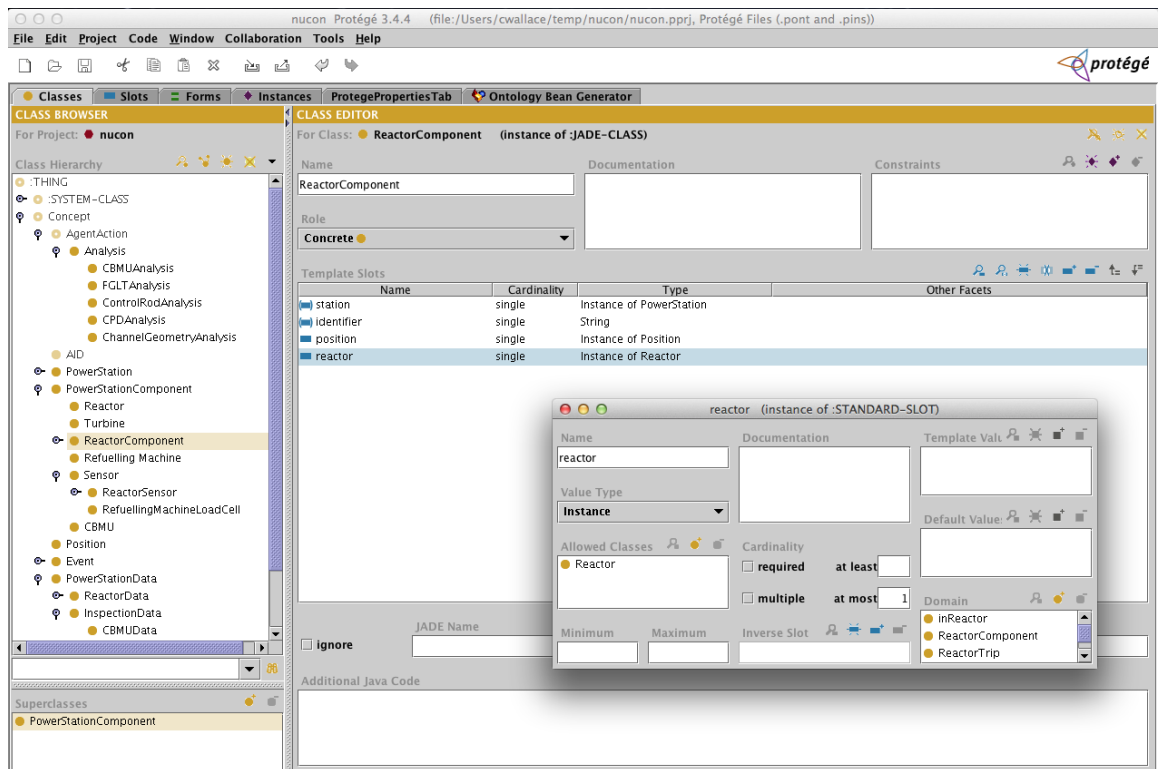 nucon Protégé 3.4.4 (file:/Users/cwallace/temp/nucon/nucon.pprj, Protégé Files (.pont and .pins))
File Edit Project Code Window Collaboration Tools Help
protégé
Classes Slots Forms Instances ProtegePropertiesTab Ontology Bean Generator
CLASS BROWSER
For Project: nucon
Class Hierarchy
:THING
:SYSTEM-CLASS
Concept
AgentAction
Analysis
CBMUAnalysis
FGLTAnalysis
ControlRodAnalysis
CPDAnalysis
ChannelGeometryAnalysis
AID
PowerStation
PowerStationComponent
Reactor
Turbine
ReactorComponent
Refuelling Machine
Sensor
ReactorSensor
RefuellingMachineLoadCell
CBMU
Position
Event
PowerStationData
ReactorData
InspectionData
CBMUData
Superclasses
PowerStationComponent
CLASS EDITOR
For Class: ReactorComponent (instance of :JADE-CLASS)
Name Documentation Constraints
ReactorComponent
Role
Concrete
Template Slots
Name Cardinality Type Other Facets
station single Instance of PowerStation
identifier single String
position single Instance of Position
reactor single Instance of Reactor
JADE Name
ignore
Additional Java Code
reactor (instance of :STANDARD-SLOT)
Name Documentation Template Valu
reactor
Value Type
Instance
Default Values
Allowed Classes Cardinality
Reactor
required at least
multiple at most 1
Domain
inReactor
ReactorComponent
ReactorTrip
Minimum Maximum Inverse Slot